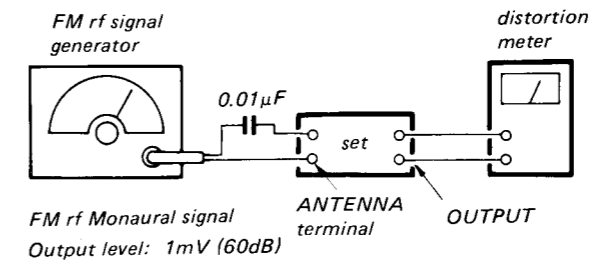 FM rf signal
generator
distortion
meter
0.01μF
set
ANTENNA
terminal
OUTPUT
FM rf Monaural signal
Output level: 1mV (60dB)